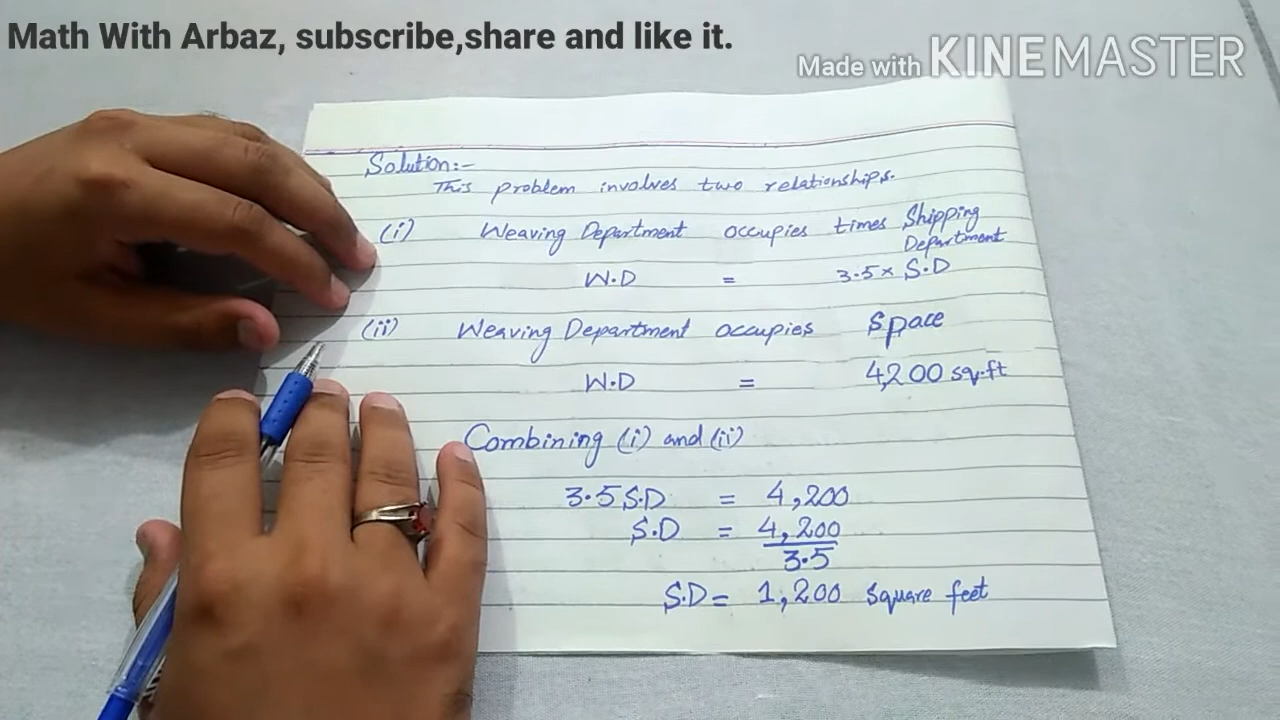 Math With Arbaz, subscribe,share and like it.
Made with KINEMASTER
Solution:-
This problem involves two relationships.
(i) Weaving Department occupies times Shipping Department
W.D = 3.5 × S.D
(ii) Weaving Department occupies Space
W.D = 4,200 sq.ft
Combining (i) and (ii)
3.5 S.D = 4,200
S.D = 4,200
3.5
S.D = 1,200 square feet